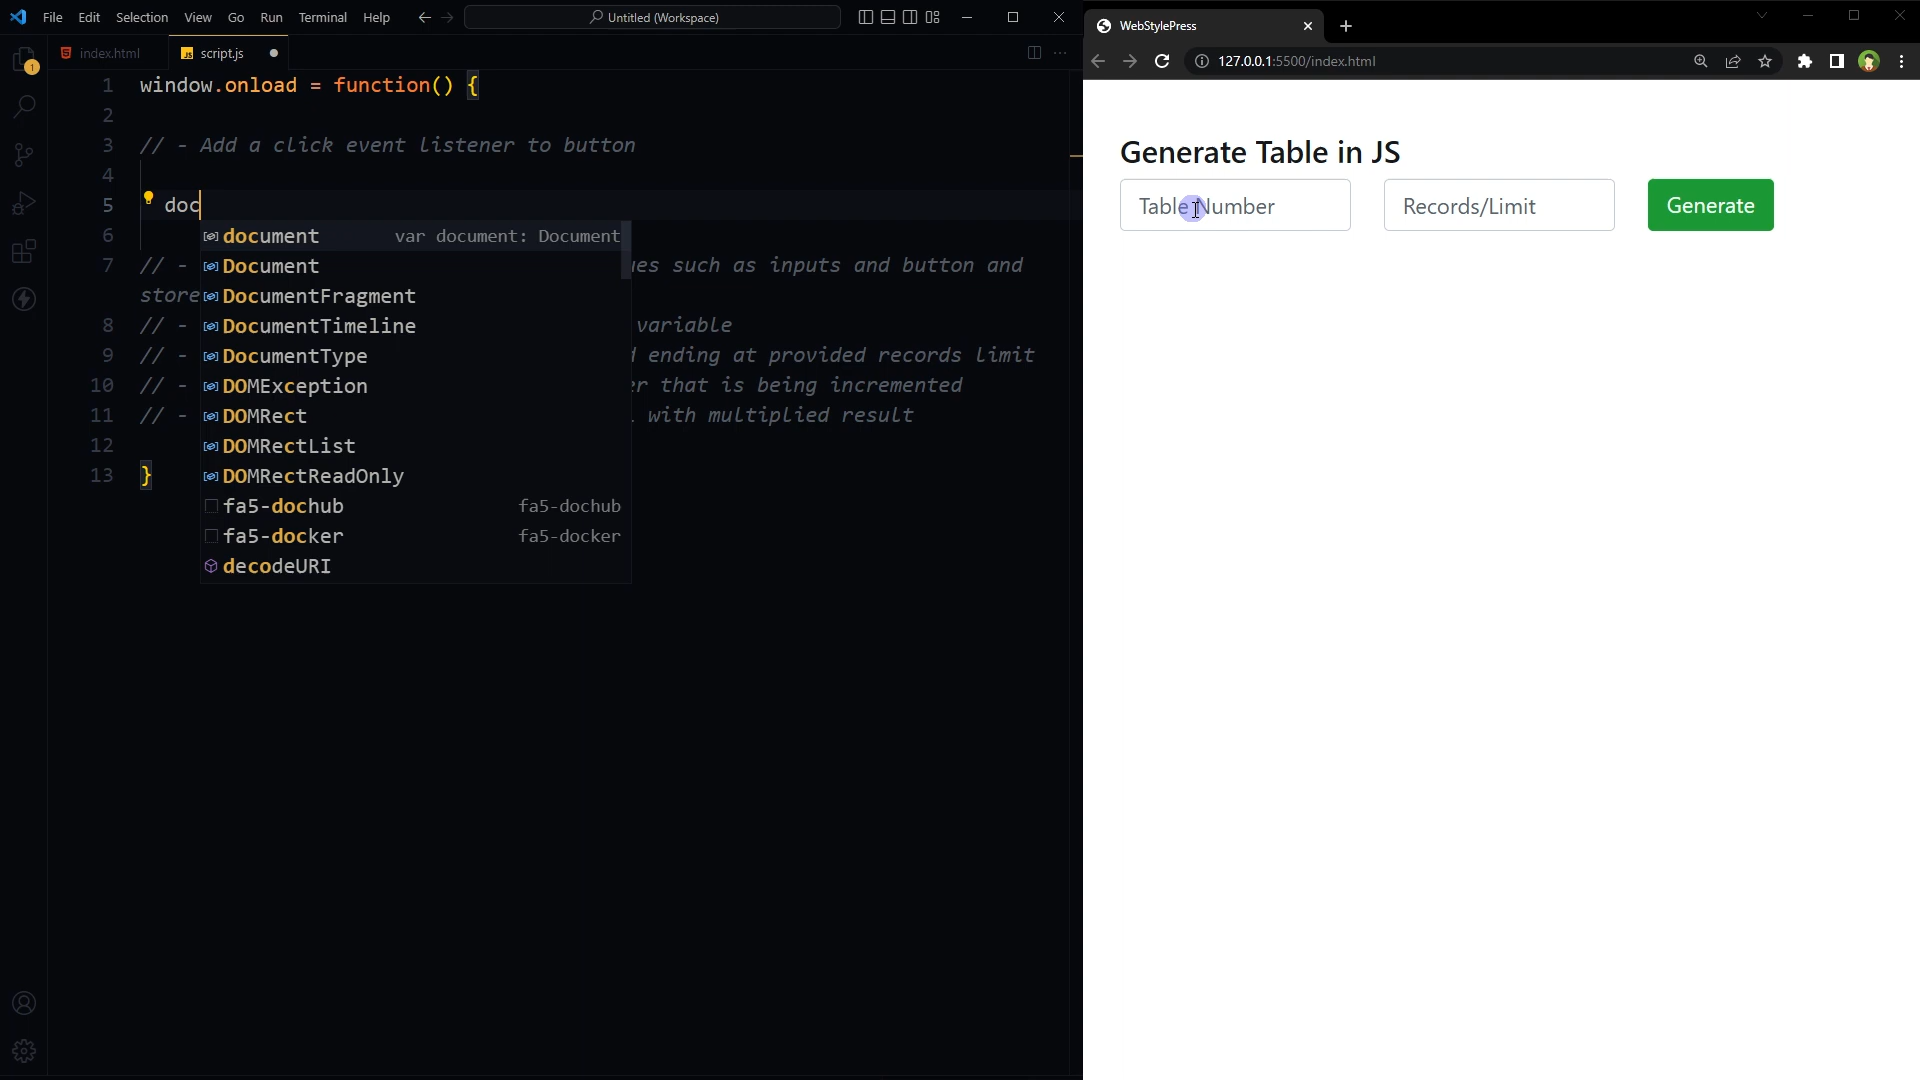 File Edit Selection View Go Run Terminal Help
Untitled (Workspace)
index.html
JS script.js
1
1 window.onload = function() {
2
3 // - Add a click event listener to button
4
5 doc
6
7 // - ues such as inputs and button and
store
8 // - variable
9 // - d ending at provided records limit
10 // - er that is being incremented
11 // - with multiplied result
12
13 }
document var document: Document
Document
DocumentFragment
DocumentTimeline
DocumentType
DOMException
DOMRect
DOMRectList
DOMRectReadOnly
fa5-dochub fa5-dochub
fa5-docker fa5-docker
decodeURI
WebStylePress
127.0.0.1:5500/index.html
Generate Table in JS
Table Number
Records/Limit
Generate